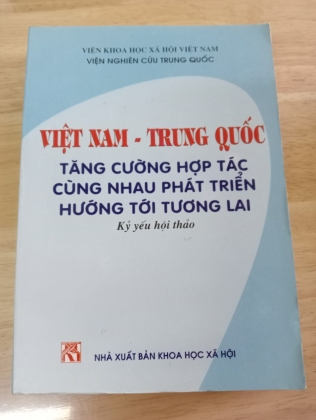 VIỆN KHOA HỌC XÃ HỘI VIỆT NAM
VIỆN NGHIÊN CỨU TRUNG QUỐC
VIỆT NAM - TRUNG QUỐC
TĂNG CƯỜNG HỢP TÁC
CÙNG NHAU PHÁT TRIỂN
HƯỚNG TỚI TƯƠNG LAI
Kỷ yếu hội thảo
NHÀ XUẤT BẢN KHOA HỌC XÃ HỘI